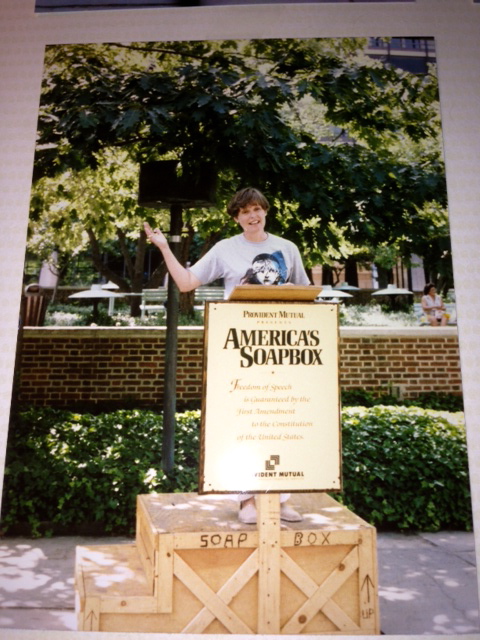 PROVIDENT MUTUAL
PRESENTS
AMERICA'S
SOAPBOX
Freedom of Speech
is Guaranteed by the
First Amendment
to the Constitution
of the United States.
VIDENT MUTUAL
SOAP BOX
UP